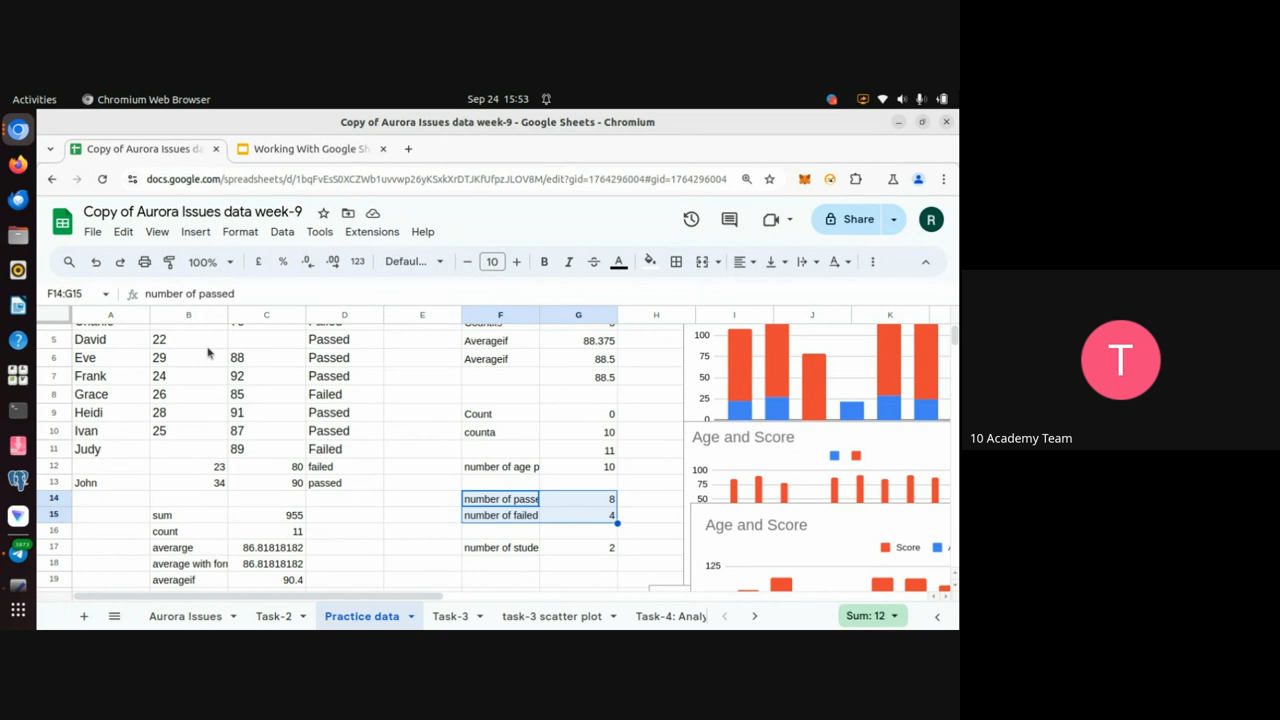 Activities Chromium Web Browser Sep 24 15:53
Copy of Aurora Issues data week-9 - Google Sheets - Chromium
Copy of Aurora Issues da Working With Google Sh
docs.google.com/spreadsheets/d/1bqFvEsS0XCZWb1uvvwp26yKSxkXrDTJKfUfpzJLOV8M/edit?gid=1764296004#gid=1764296004
Copy of Aurora Issues data week-9
Share R
File Edit View Insert Format Data Tools Extensions Help
100% £ % .0 .00 123 Defaul... 10 B I A
F14:G15 fx number of passed
A B C D E F G H I J K
5 David 22 Passed Averageif 88.375
6 Eve 29 88 Passed Averageif 88.5
7 Frank 24 92 Passed 88.5
8 Grace 26 85 Failed
9 Heidi 28 91 Passed Count 0
10 Ivan 25 87 Passed counta 10
11 Judy 89 Failed 11
12 23 80 failed number of age p 10
13 John 34 90 passed
14 number of passe 8
15 sum 955 number of failed 4
16 count 11
17 averarge 86.81818182 number of stude 2
18 average with forr 86.81818182
19 averageif 90.4
100
75
50
25
0
Age and Score
100
75
50
Age and Score
Score
125
Aurora Issues Task-2 Practice data Task-3 task-3 scatter plot Task-4: Analy Sum: 12
T
10 Academy Team